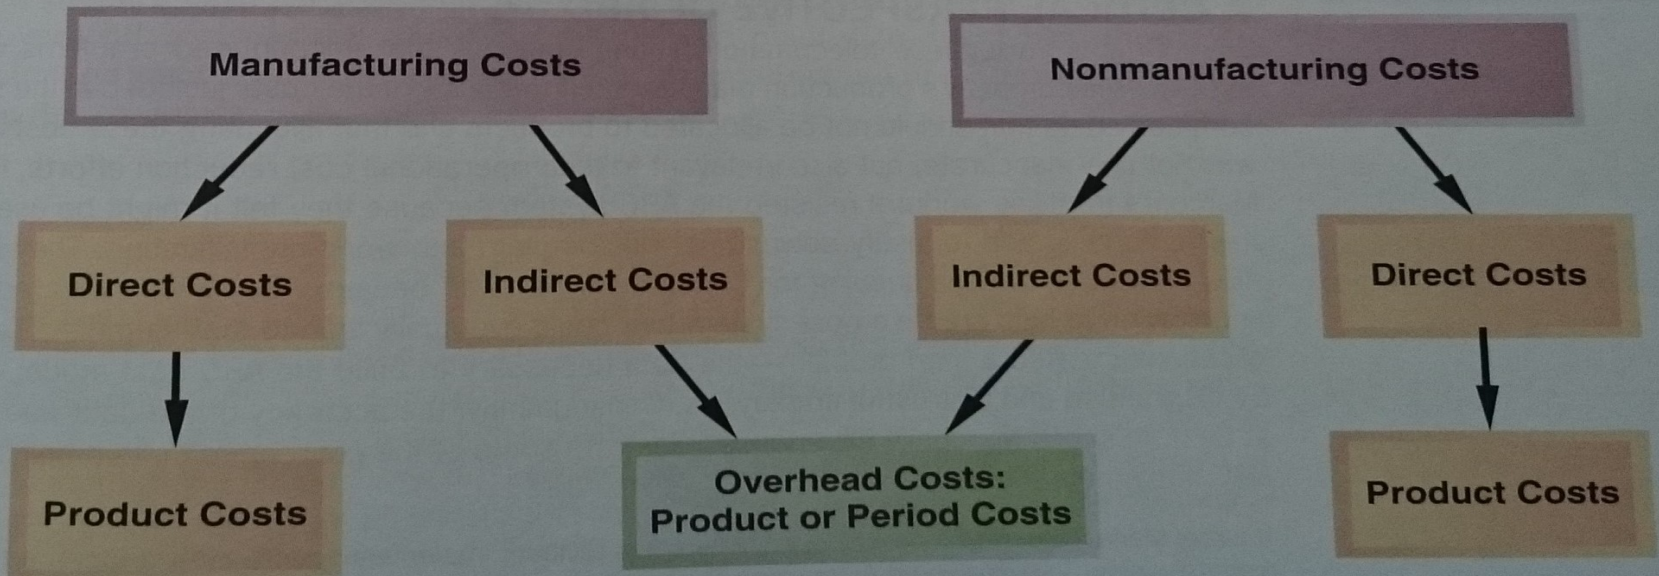 Manufacturing Costs
Nonmanufacturing Costs
Direct Costs
Indirect Costs
Indirect Costs
Direct Costs
Product Costs
Overhead Costs:
Product or Period Costs
Product Costs